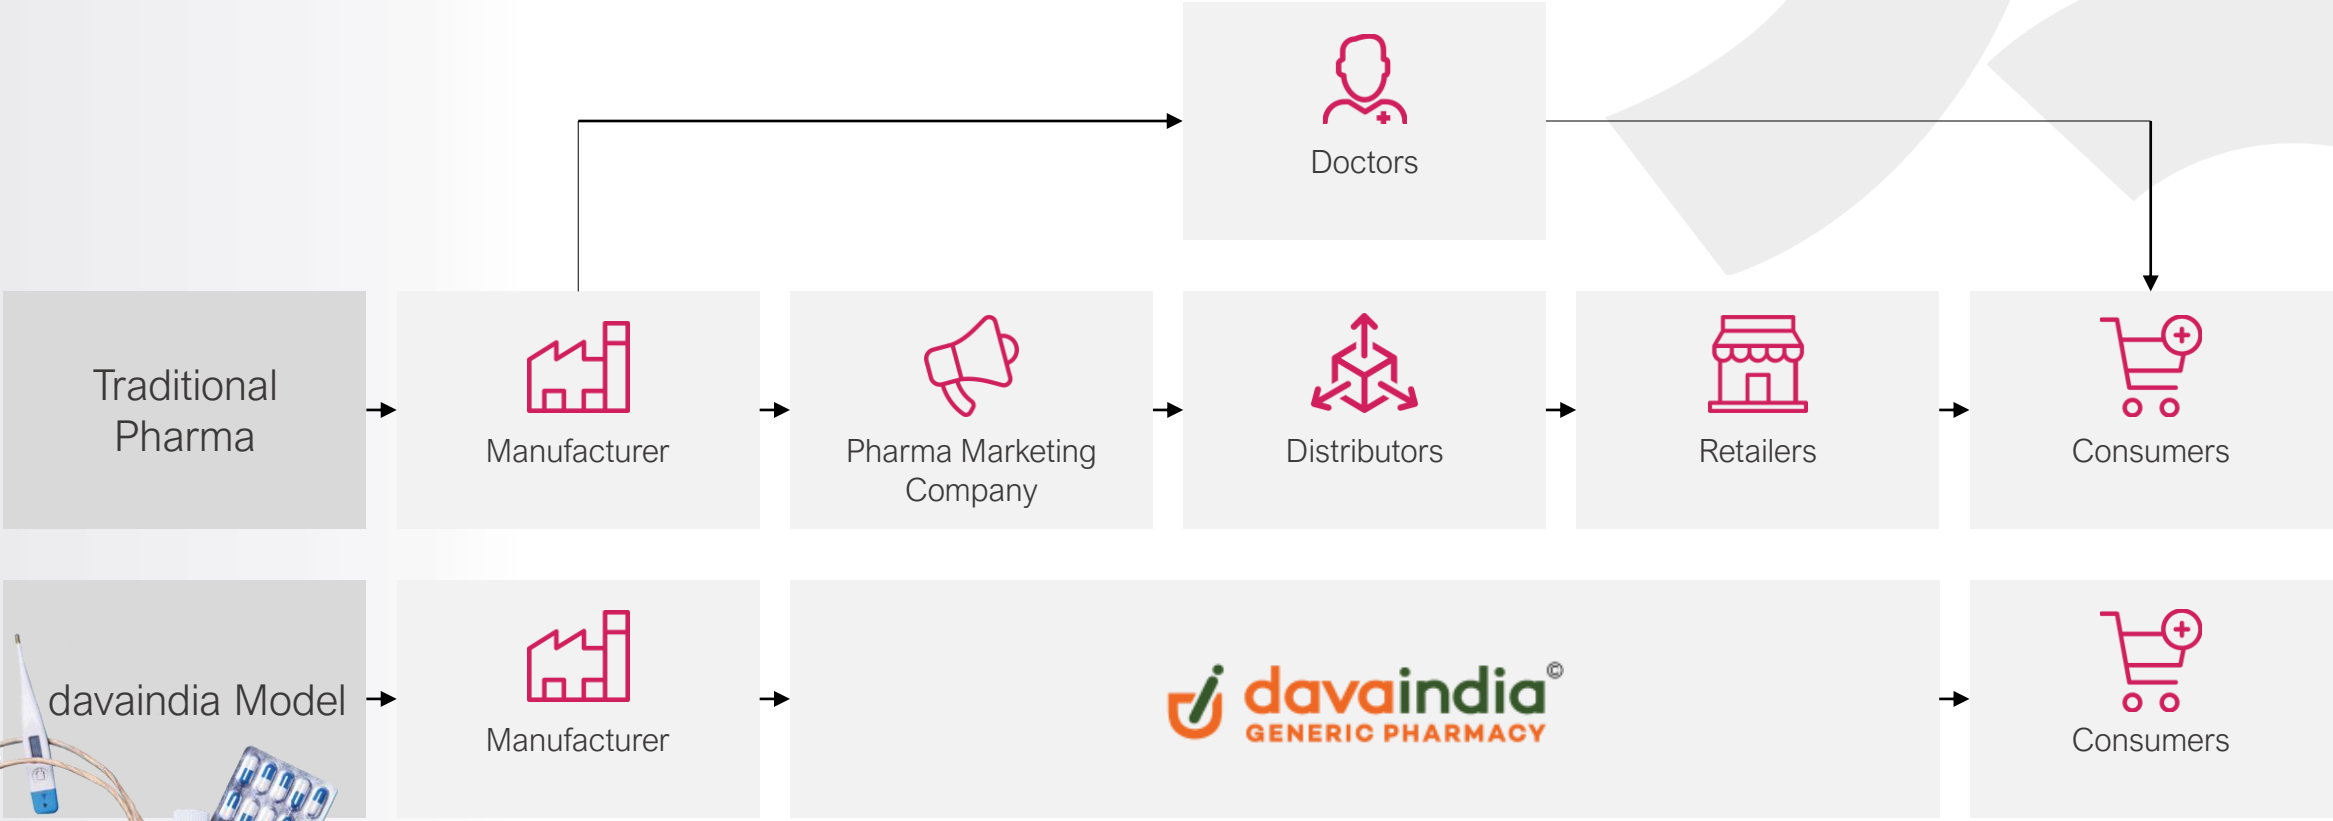 Doctors
Traditional
Pharma
Manufacturer
Pharma Marketing
Company
Distributors
Retailers
Consumers
davaindia Model
Manufacturer
davaindia©
GENERIC PHARMACY
Consumers